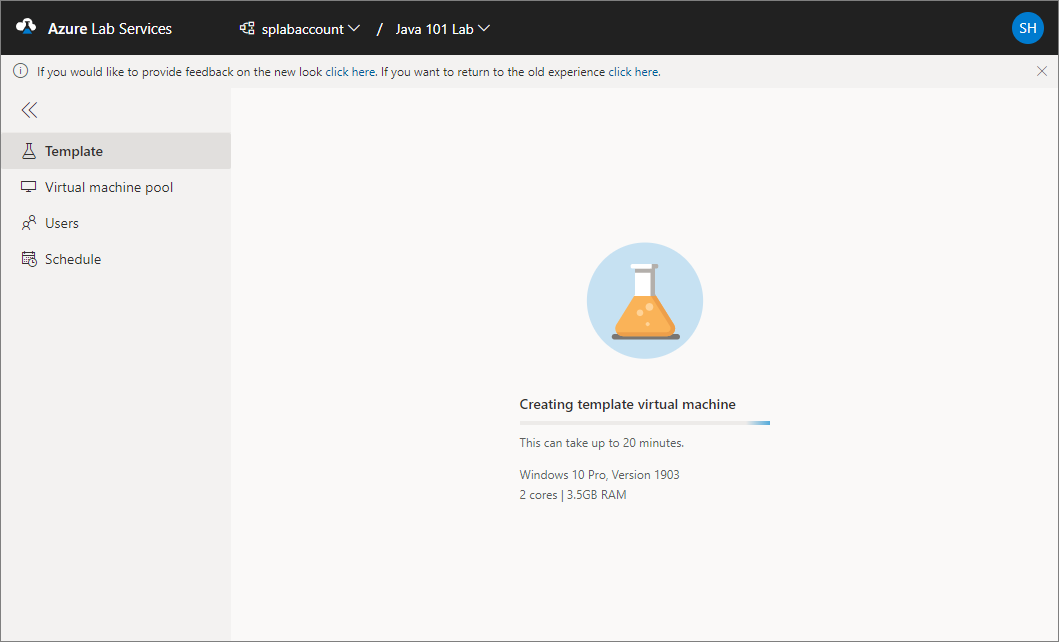 Azure Lab Services
splabaccount / Java 101 Lab
SH
If you would like to provide feedback on the new look click here. If you want to return to the old experience click here.
Template
Virtual machine pool
Users
Schedule
Creating template virtual machine
This can take up to 20 minutes.
Windows 10 Pro, Version 1903
2 cores | 3.5GB RAM